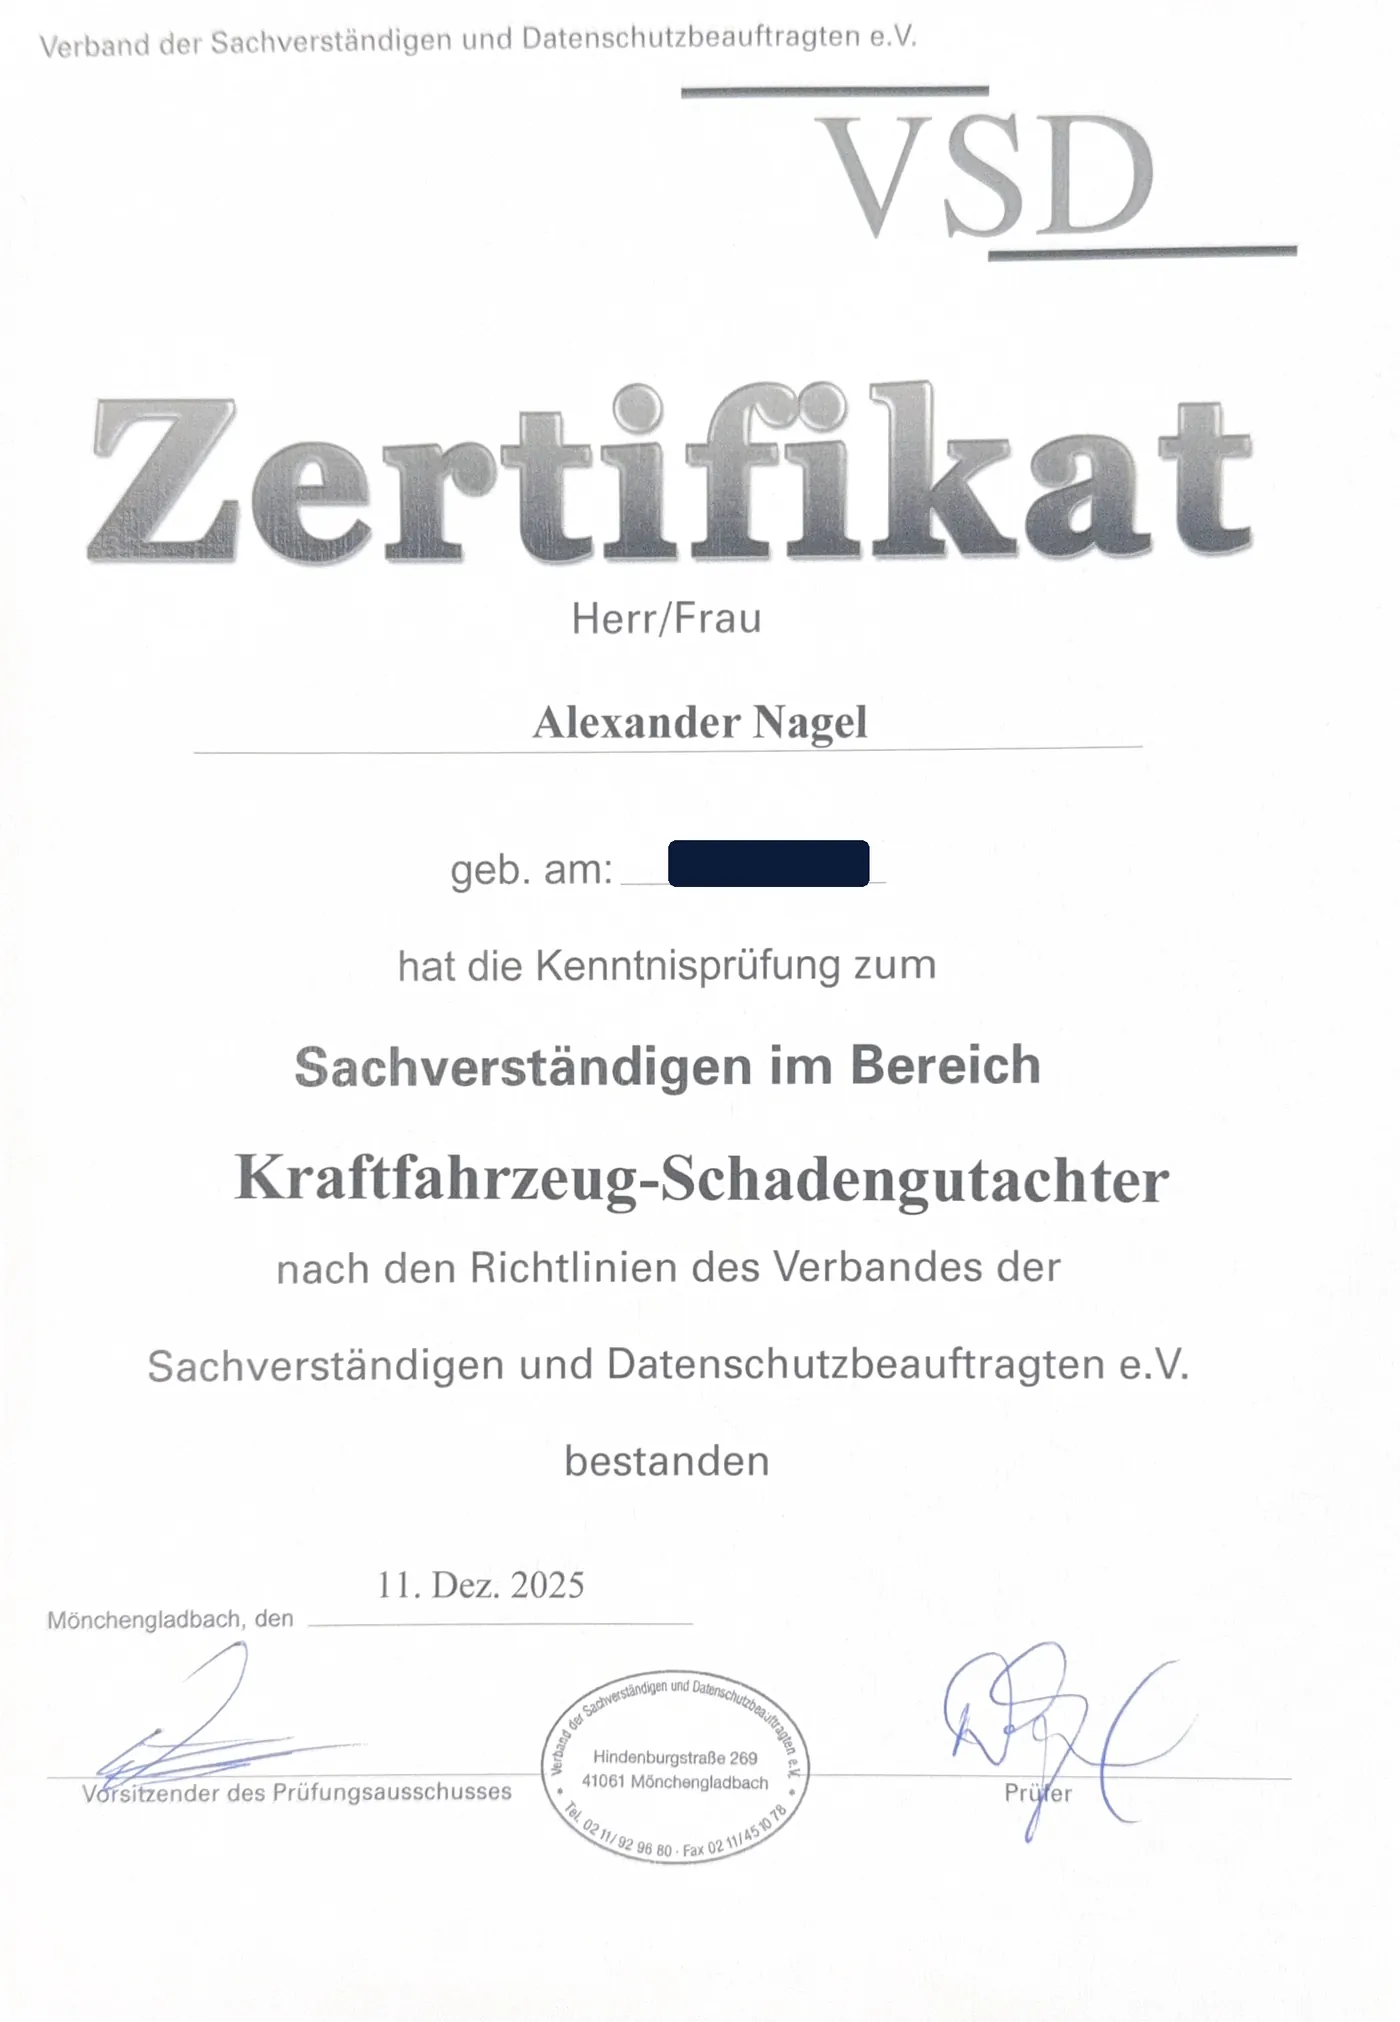 Verband der Sachverständigen und Datenschutzbeauftragten e.V.
VSD
Zertifikat
Herr/Frau
Alexander Nagel
geb. am:
hat die Kenntnisprüfung zum
Sachverständigen im Bereich
Kraftfahrzeug-Schadengutachter
nach den Richtlinien des Verbandes der
Sachverständigen und Datenschutzbeauftragten e.V.
bestanden
11. Dez. 2025
Mönchengladbach, den
Verband der Sachverständigen und Datenschutzbeauftragten e.V.
Hindenburgstraße 269
41061 Mönchengladbach
Tel. 02 11/ 92 96 80 · Fax 02 11/ 45 10 78
Vorsitzender des Prüfungsausschusses
Prüfer